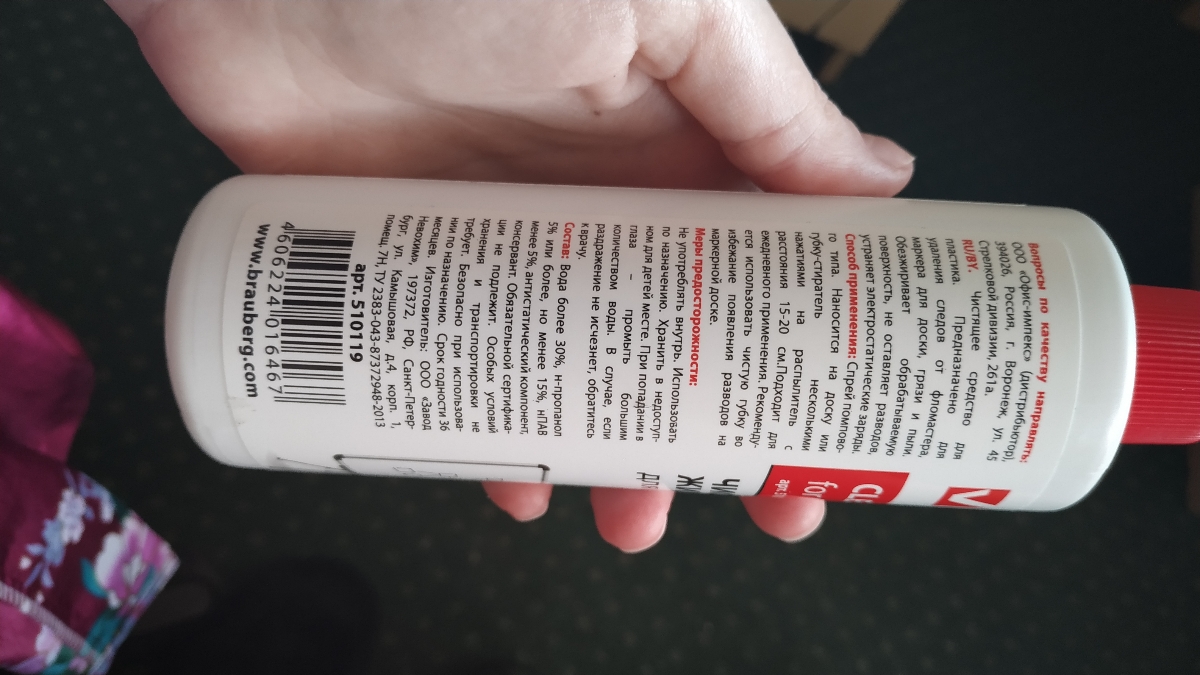 Вопросы по качеству направлять:
ООО «Офис-импэкс» (дистрибьютор),
394026, Россия, г. Воронеж, ул. 45
Стрелковой дивизии, 261а.
RU/BY. Чистящее средство для
пластика. Предназначено для
удаления следов от фломастера,
маркера для доски, грязи и пыли.
Обезжиривает обрабатываемую
поверхность, не оставляет разводов,
устраняет электростатические заряды.
Способ применения: Спрей помпово-
го типа. Наносится на доску или
губку-стиратель несколькими
нажатиями на распылитель с
расстояния 15-20 см.Подходит для
ежедневного применения. Рекоменду-
ется использовать чистую губку во
избежание появления разводов на
маркерной доске.
Меры предосторожности:
Не употреблять внутрь. Использовать
по назначению. Хранить в недоступ-
ном для детей месте. При попадании в
глаза – промыть большим
количеством воды. В случае, если
раздражение не исчезнет, обратитесь
к врачу.
Состав: Вода более 30%, н-пропанол
5% или более, но менее 15%, нПАВ
менее 5%, антистатический компонент,
консервант. Обязательной сертифика-
ции не подлежит. Особых условий
хранения и транспортировки не
требует. Безопасно при использова-
нии по назначению. Срок годности 36
месяцев. Изготовитель: ООО «Завод
Невохим», 197372, РФ, Санкт-Петер-
бург, ул. Камышовая, д.4, корп. 1,
помещ. 7Н, ТУ 2383-043-87372948-2013
арт. 510119
4 606224 016467
www.brauberg.com
for
арт.
ЧИ
ЖИ
для